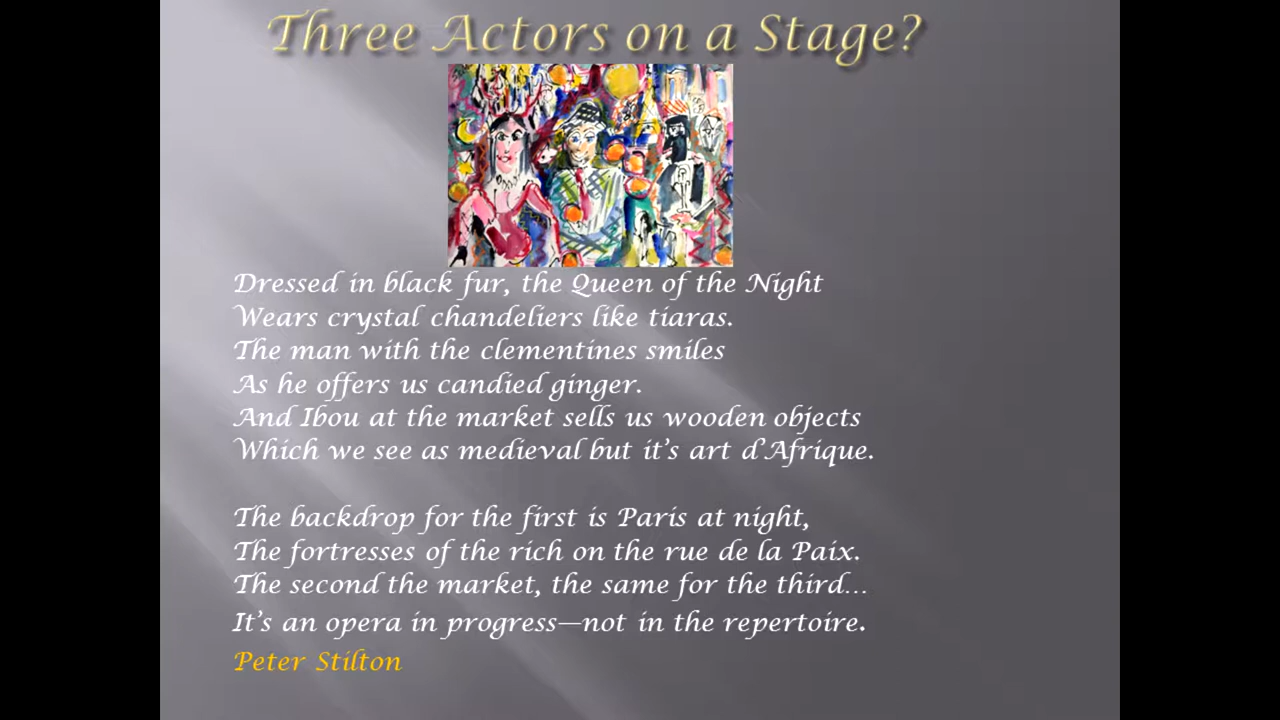 Three Actors on a Stage?
Dressed in black fur, the Queen of the Night
Wears crystal chandeliers like tiaras.
The man with the clementines smiles
As he offers us candied ginger.
And Ibou at the market sells us wooden objects
Which we see as medieval but it's art d'Afrique.
The backdrop for the first is Paris at night,
The fortresses of the rich on the rue de la Paix.
The second the market, the same for the third…
It's an opera in progress—not in the repertoire.
Peter Stilton